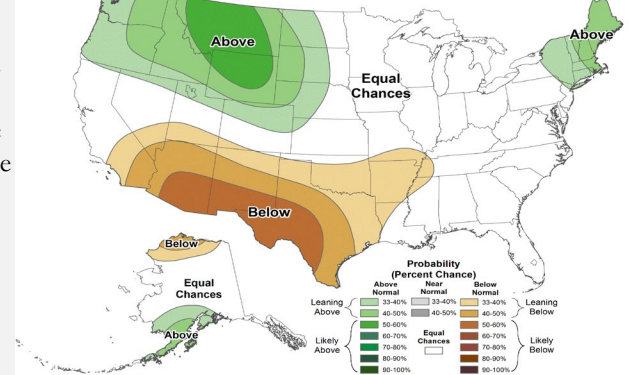 Above
Above
Equal
Chances
e
Below
Below
Equal
Chances
Above
Probability
(Percent Chance)
Above
Normal
Near
Normal
Below
Normal
Leaning
Above
33-40%
40-50%
33-40%
40-50%
33-40%
40-50%
Leaning
Below
Likely
Above
50-60%
60-70%
70-80%
80-90%
90-100%
Equal
Chances
50-60%
60-70%
70-80%
80-90%
90-100%
Likely
Below